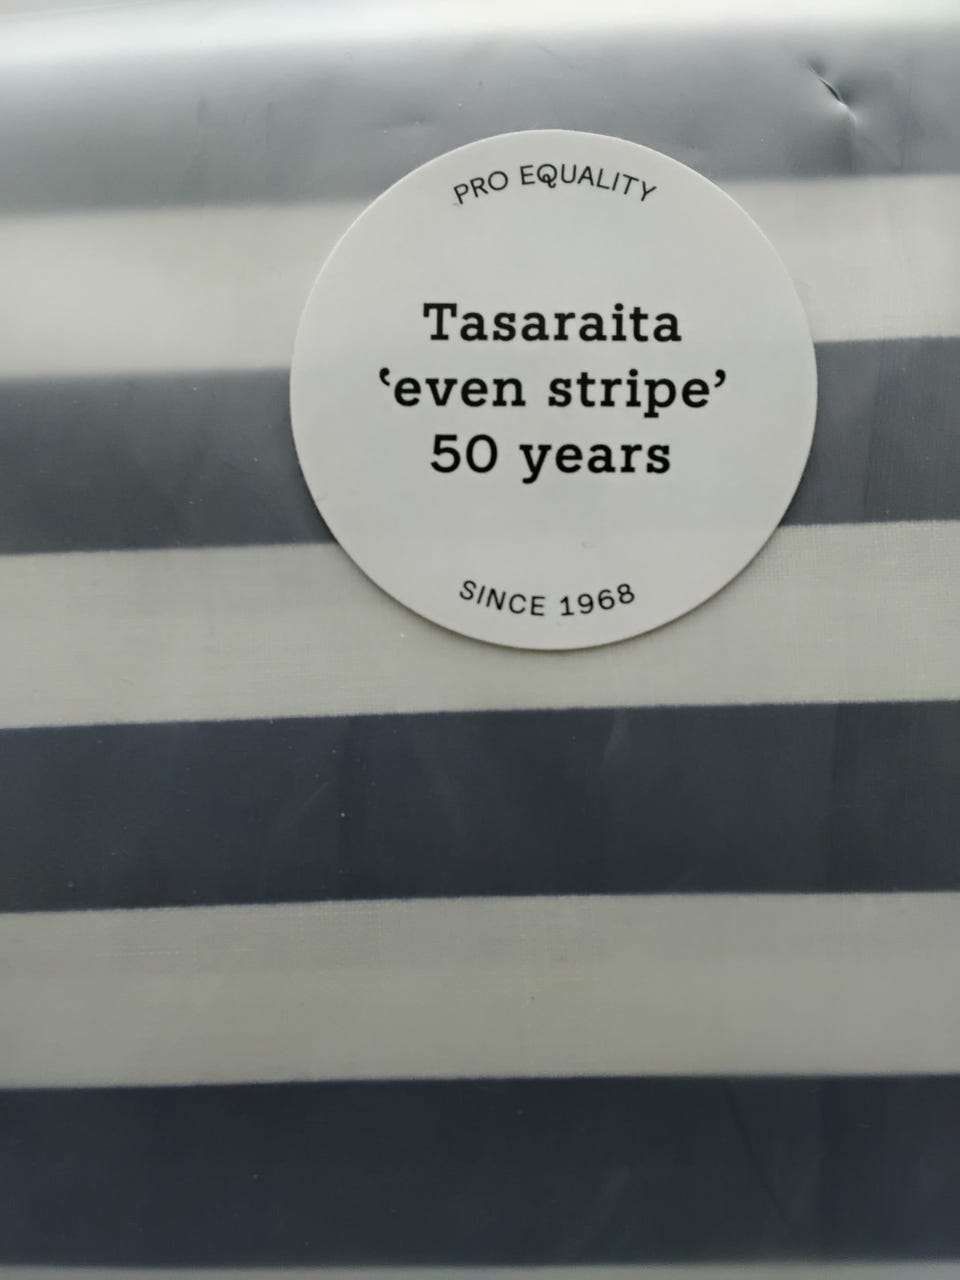 PRO EQUALITY
Tasaraita
‘even stripe’
50 years
SINCE 1968